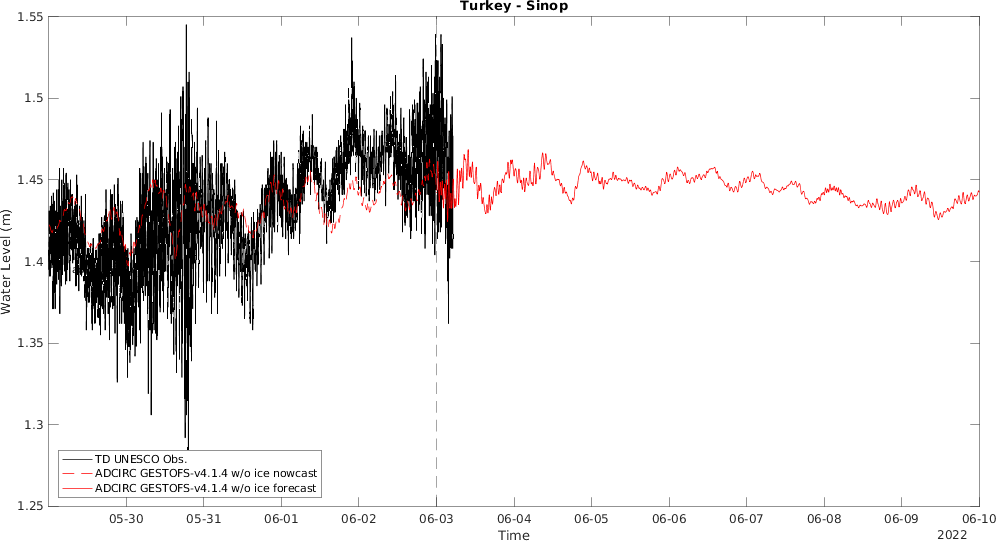 Turkey - Sinop
1.55
1.5
1.45
1.4
1.35
1.3
1.25
Water Level (m)
TD UNESCO Obs.
ADCIRC GESTOFS-v4.1.4 w/o ice nowcast
ADCIRC GESTOFS-v4.1.4 w/o ice forecast
05-30 05-31 06-01 06-02 06-03 06-04 06-05 06-06 06-07 06-08 06-09 06-10
Time
2022